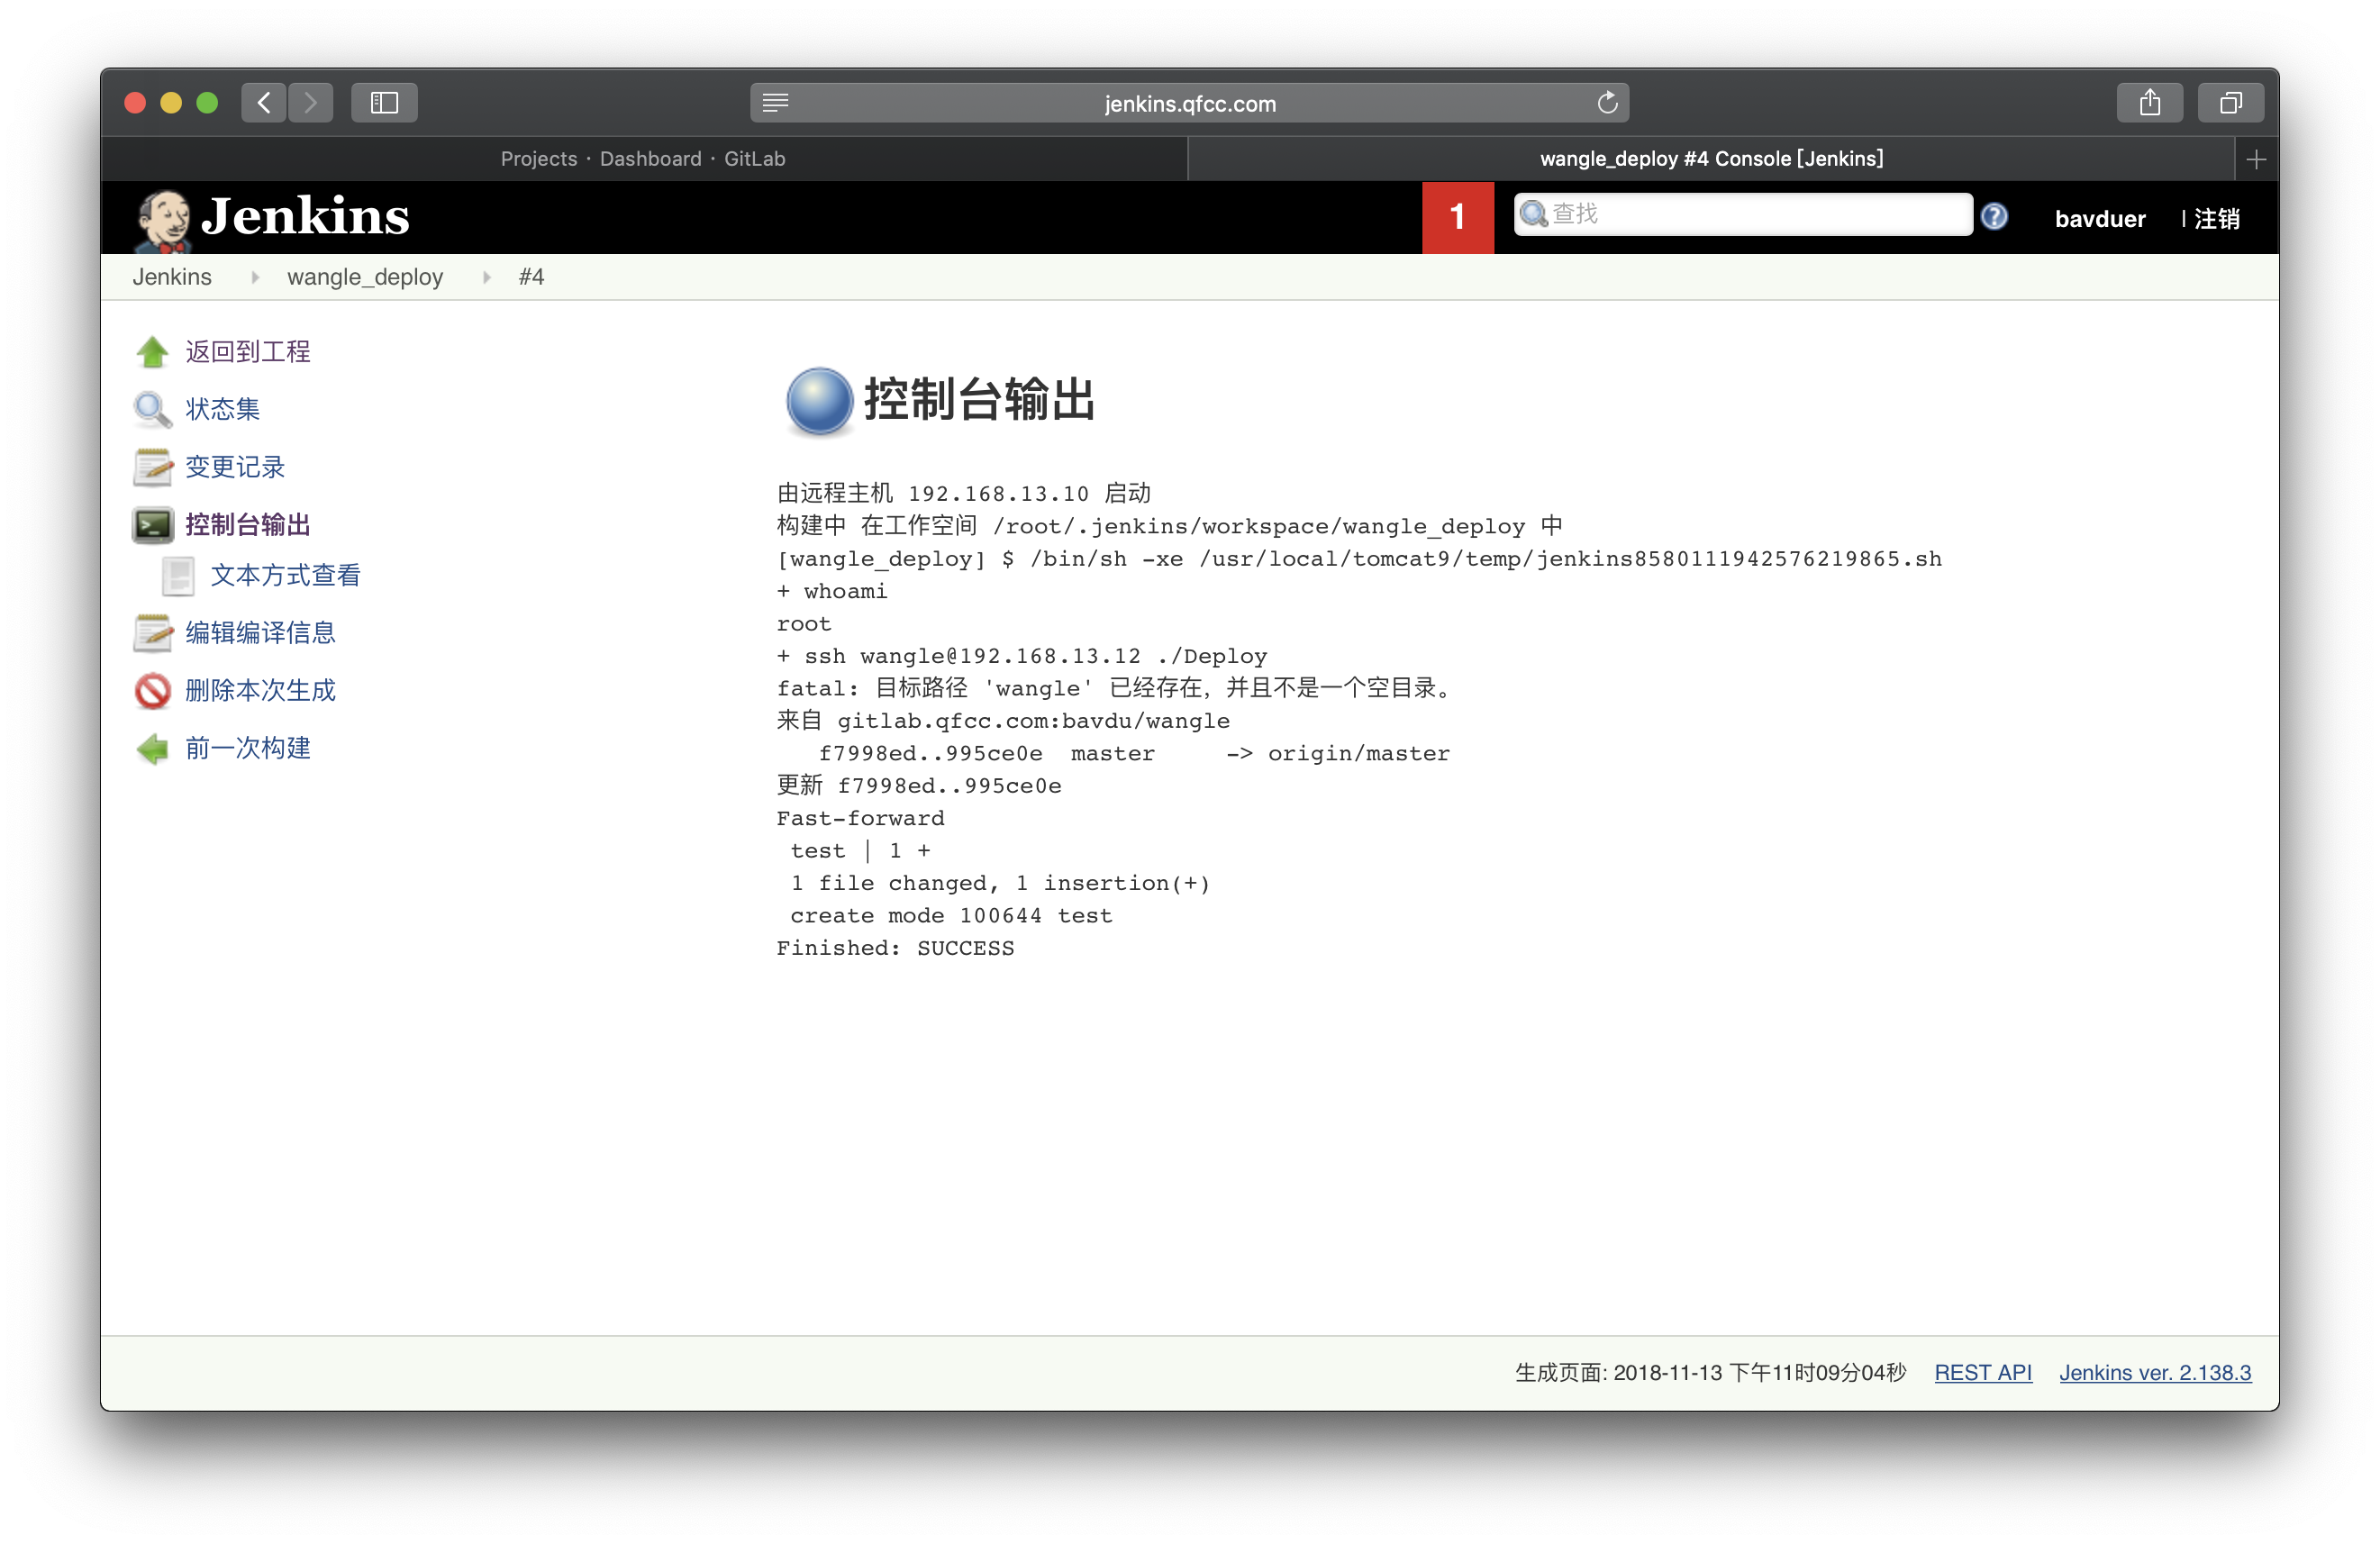 jenkins.qfcc.com
Projects · Dashboard · GitLab
wangle_deploy #4 Console [Jenkins]
Jenkins
1
查找
bavduer
| 注销
Jenkins
wangle_deploy
#4
返回到工程
状态集
变更记录
控制台输出
文本方式查看
编辑编译信息
删除本次生成
前一次构建
控制台输出
由远程主机 192.168.13.10 启动
构建中 在工作空间 /root/.jenkins/workspace/wangle_deploy 中
[wangle_deploy] $ /bin/sh -xe /usr/local/tomcat9/temp/jenkins8580111942576219865.sh
+ whoami
root
+ ssh wangle@192.168.13.12 ./Deploy
fatal: 目标路径 'wangle' 已经存在，并且不是一个空目录。
来自 gitlab.qfcc.com:bavdu/wangle
   f7998ed..995ce0e  master     -> origin/master
更新 f7998ed..995ce0e
Fast-forward
 test | 1 +
 1 file changed, 1 insertion(+)
 create mode 100644 test
Finished: SUCCESS
生成页面: 2018-11-13 下午11时09分04秒
REST API
Jenkins ver. 2.138.3